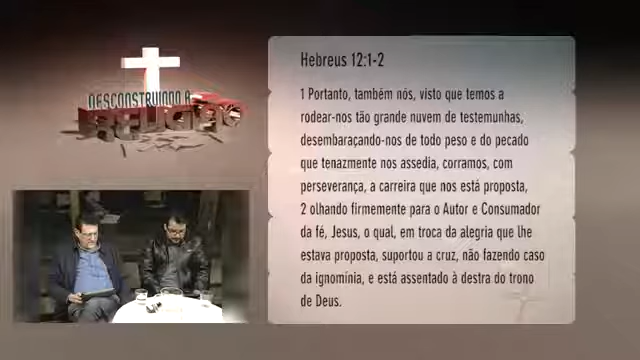 DESCONSTRUINDO A
RELIGIÃO
Hebreus 12:1-2
1 Portanto, também nós, visto que temos a
rodear-nos tão grande nuvem de testemunhas,
desembaraçando-nos de todo peso e do pecado
que tenazmente nos assedia, corramos, com
perseverança, a carreira que nos está proposta,
2 olhando firmemente para o Autor e Consumador
da fé, Jesus, o qual, em troca da alegria que lhe
estava proposta, suportou a cruz, não fazendo caso
da ignomínia, e está assentado à destra do trono
de Deus.